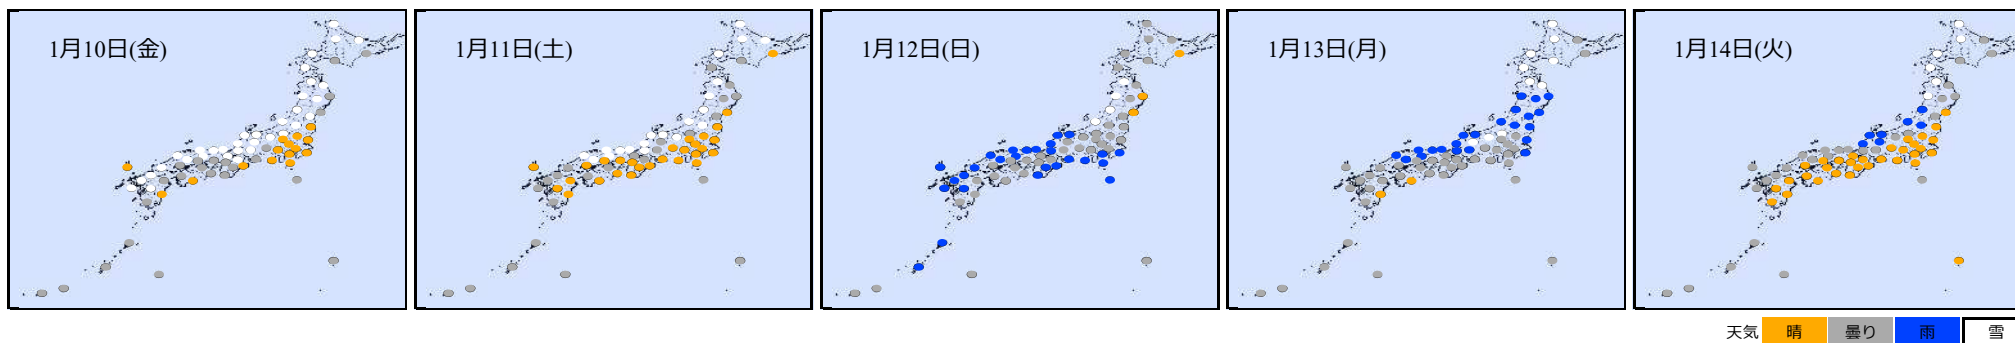 1月10日(金)
1月11日(土)
1月12日(日)
1月13日(月)
1月14日(火)
天気 晴 曇り 雨 雪